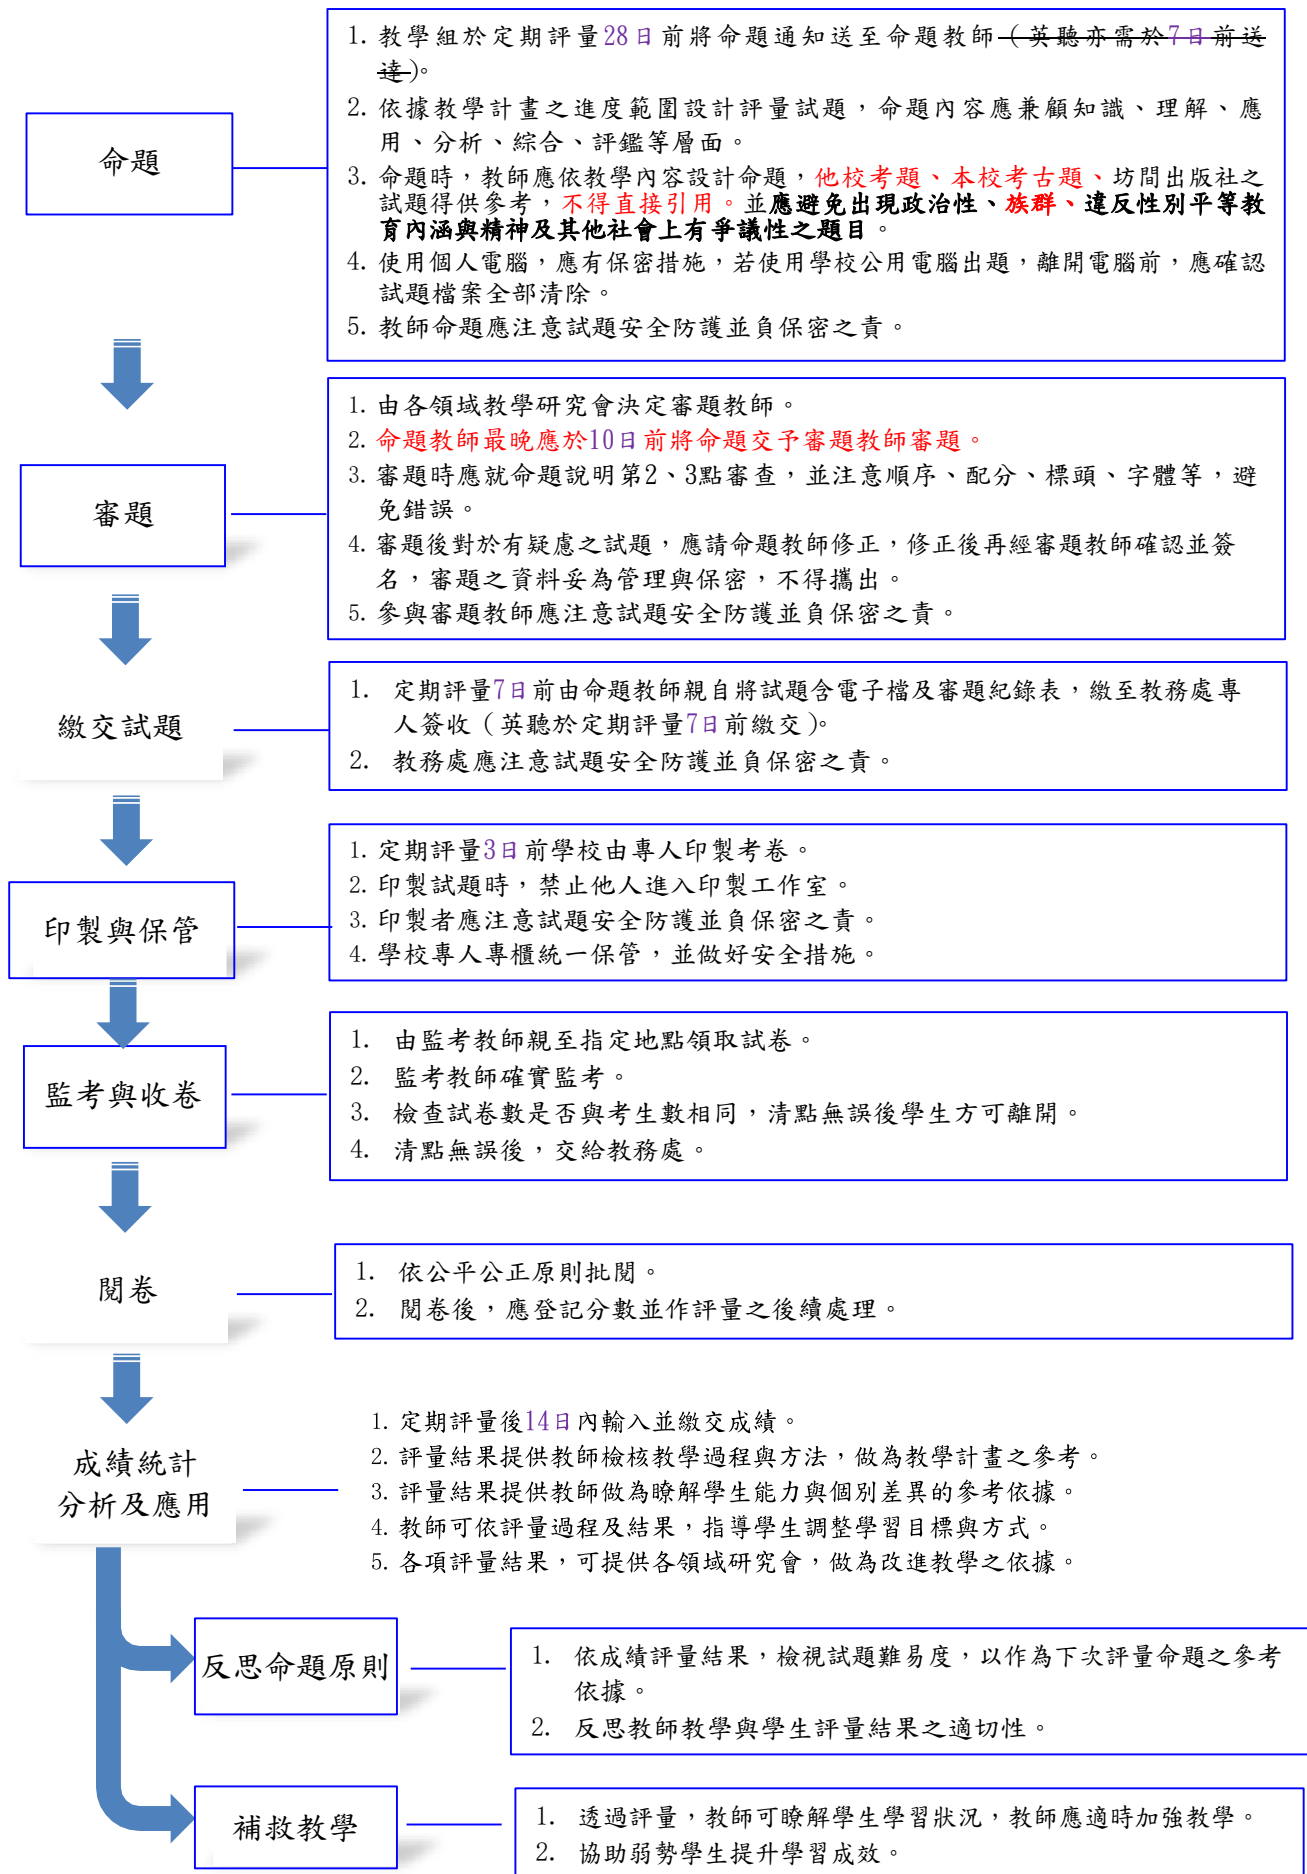 命題
1. 教學組於定期評量28日前將命題通知送至命題教師（英聽亦需於7日前送
達）。
2. 依據教學計畫之進度範圍設計評量試題，命題內容應兼顧知識、理解、應
用、分析、綜合、評鑑等層面。
3. 命題時，教師應依教學內容設計命題，他校考題、本校考古題、坊間出版社之
試題得供參考，不得直接引用。並應避免出現政治性、族群、違反性別平等教
育內涵與精神及其他社會上有爭議性之題目。
4. 使用個人電腦，應有保密措施，若使用學校公用電腦出題，離開電腦前，應確認
試題檔案全部清除。
5. 教師命題應注意試題安全防護並負保密之責。
審題
1. 由各領域教學研究會決定審題教師。
2. 命題教師最晚應於10日前將命題交予審題教師審題。
3. 審題時應就命題說明第2、3點審查，並注意順序、配分、標頭、字體等，避
免錯誤。
4. 審題後對於有疑慮之試題，應請命題教師修正，修正後再經審題教師確認並簽
名，審題之資料妥為管理與保密，不得攜出。
5. 參與審題教師應注意試題安全防護並負保密之責。
繳交試題
1. 定期評量7日前由命題教師親自將試題含電子檔及審題紀錄表，繳至教務處專
人簽收（英聽於定期評量7日前繳交）。
2. 教務處應注意試題安全防護並負保密之責。
印製與保管
1. 定期評量3日前學校由專人印製考卷。
2. 印製試題時，禁止他人進入印製工作室。
3. 印製者應注意試題安全防護並負保密之責。
4. 學校專人專櫃統一保管，並做好安全措施。
監考與收卷
1. 由監考教師親至指定地點領取試卷。
2. 監考教師確實監考。
3. 檢查試卷數是否與考生數相同，清點無誤後學生方可離開。
4. 清點無誤後，交給教務處。
閱卷
1. 依公平公正原則批閱。
2. 閱卷後，應登記分數並作評量之後續處理。
成績統計
分析及應用
1. 定期評量後14日內輸入並繳交成績。
2. 評量結果提供教師檢核教學過程與方法，做為教學計畫之參考。
3. 評量結果提供教師做為瞭解學生能力與個別差異的參考依據。
4. 教師可依評量過程及結果，指導學生調整學習目標與方式。
5. 各項評量結果，可提供各領域研究會，做為改進教學之依據。
反思命題原則
1. 依成績評量結果，檢視試題難易度，以作為下次評量命題之參考
依據。
2. 反思教師教學與學生評量結果之適切性。
補救教學
1. 透過評量，教師可瞭解學生學習狀況，教師應適時加強教學。
2. 協助弱勢學生提升學習成效。